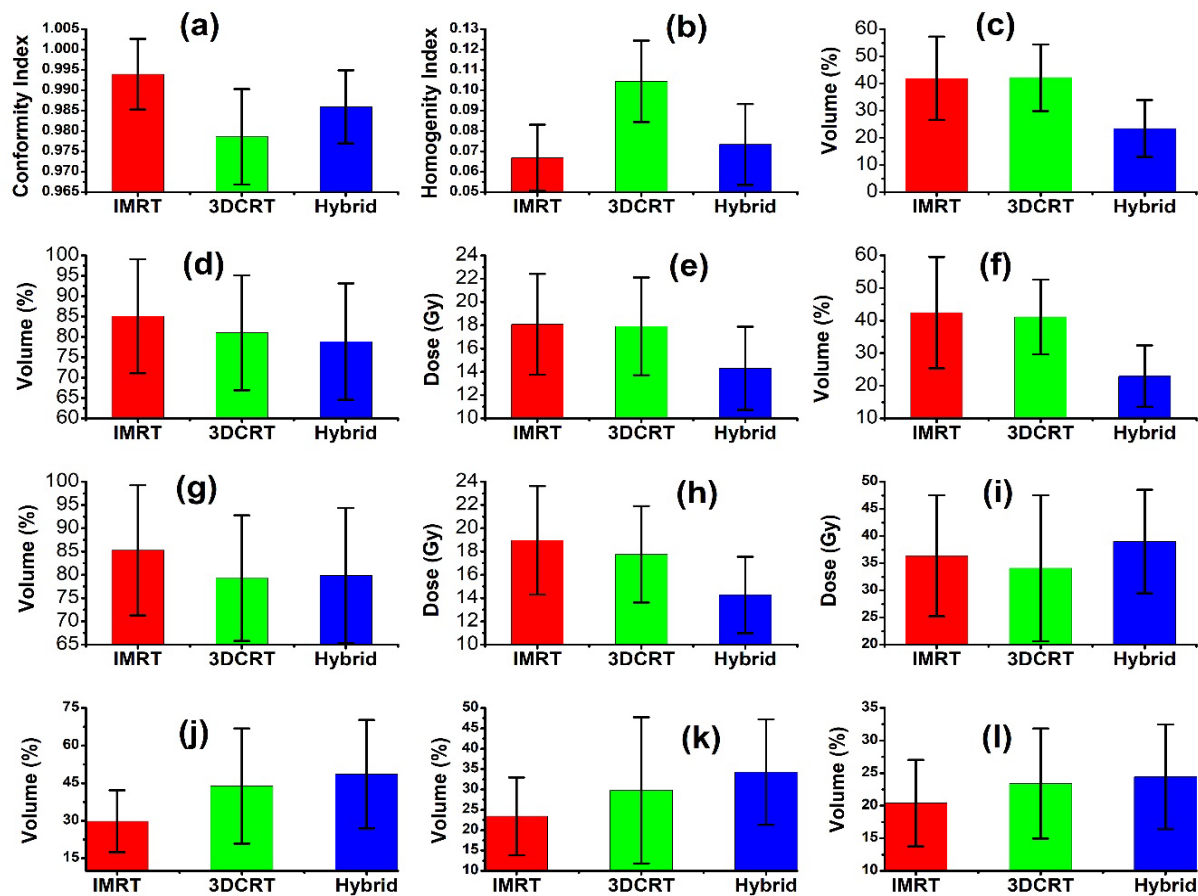 (a)
Conformity Index
1.005
1.000
0.995
0.990
0.985
0.980
0.975
0.970
0.965
IMRT 3DCRT Hybrid
(b)
Homogenity Index
0.13
0.12
0.11
0.10
0.09
0.08
0.07
0.06
0.05
IMRT 3DCRT Hybrid
(c)
Volume (%)
60
50
40
30
20
10
0
IMRT 3DCRT Hybrid
(d)
Volume (%)
100
95
90
85
80
75
70
65
60
IMRT 3DCRT Hybrid
(e)
Dose (Gy)
24
22
20
18
16
14
12
10
IMRT 3DCRT Hybrid
(f)
Volume (%)
60
50
40
30
20
10
IMRT 3DCRT Hybrid
(g)
Volume (%)
100
95
90
85
80
75
70
65
IMRT 3DCRT Hybrid
(h)
Dose (Gy)
24
22
20
18
16
14
12
10
IMRT 3DCRT Hybrid
(i)
Dose (Gy)
50
45
40
35
30
25
20
IMRT 3DCRT Hybrid
(j)
Volume (%)
75
60
45
30
15
IMRT 3DCRT Hybrid
(k)
Volume (%)
50
45
40
35
30
25
20
15
10
IMRT 3DCRT Hybrid
(l)
Volume (%)
35
30
25
20
15
10
IMRT 3DCRT Hybrid